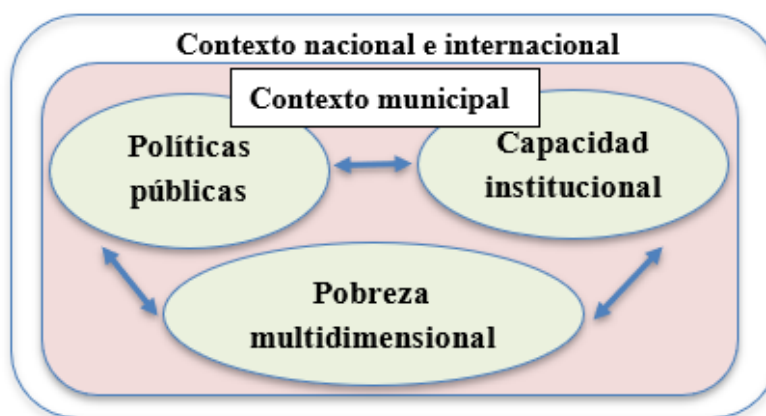 Contexto nacional e internacional
Contexto municipal
Políticas
públicas
Capacidad
institucional
Pobreza
multidimensional